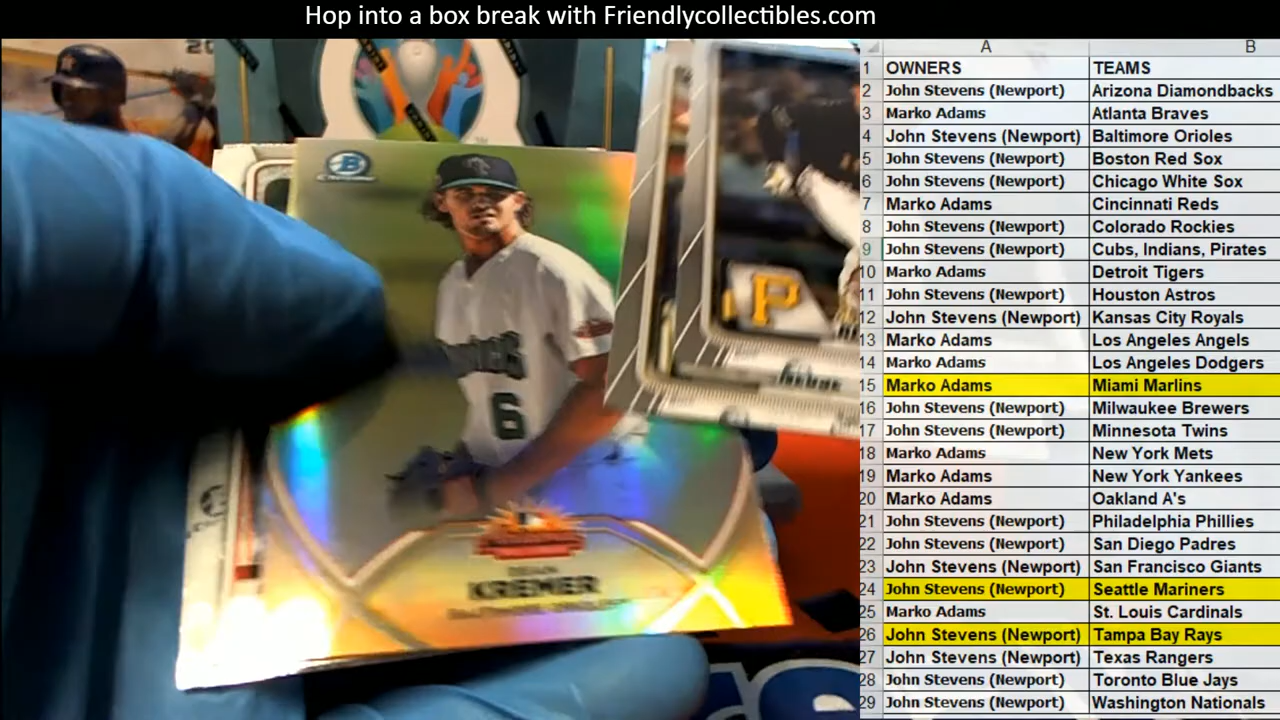 Hop into a box break with Friendlycollectibles.com
A B
1 OWNERS TEAMS
2 John Stevens (Newport) Arizona Diamondbacks
3 Marko Adams Atlanta Braves
4 John Stevens (Newport) Baltimore Orioles
5 John Stevens (Newport) Boston Red Sox
6 John Stevens (Newport) Chicago White Sox
7 Marko Adams Cincinnati Reds
8 John Stevens (Newport) Colorado Rockies
9 John Stevens (Newport) Cubs, Indians, Pirates
10 Marko Adams Detroit Tigers
11 John Stevens (Newport) Houston Astros
12 John Stevens (Newport) Kansas City Royals
13 Marko Adams Los Angeles Angels
14 Marko Adams Los Angeles Dodgers
15 Marko Adams Miami Marlins
16 John Stevens (Newport) Milwaukee Brewers
17 John Stevens (Newport) Minnesota Twins
18 Marko Adams New York Mets
19 Marko Adams New York Yankees
20 Marko Adams Oakland A's
21 John Stevens (Newport) Philadelphia Phillies
22 John Stevens (Newport) San Diego Padres
23 John Stevens (Newport) San Francisco Giants
24 John Stevens (Newport) Seattle Mariners
25 Marko Adams St. Louis Cardinals
26 John Stevens (Newport) Tampa Bay Rays
27 John Stevens (Newport) Texas Rangers
28 John Stevens (Newport) Toronto Blue Jays
29 John Stevens (Newport) Washington Nationals
B
6
P
KREMER